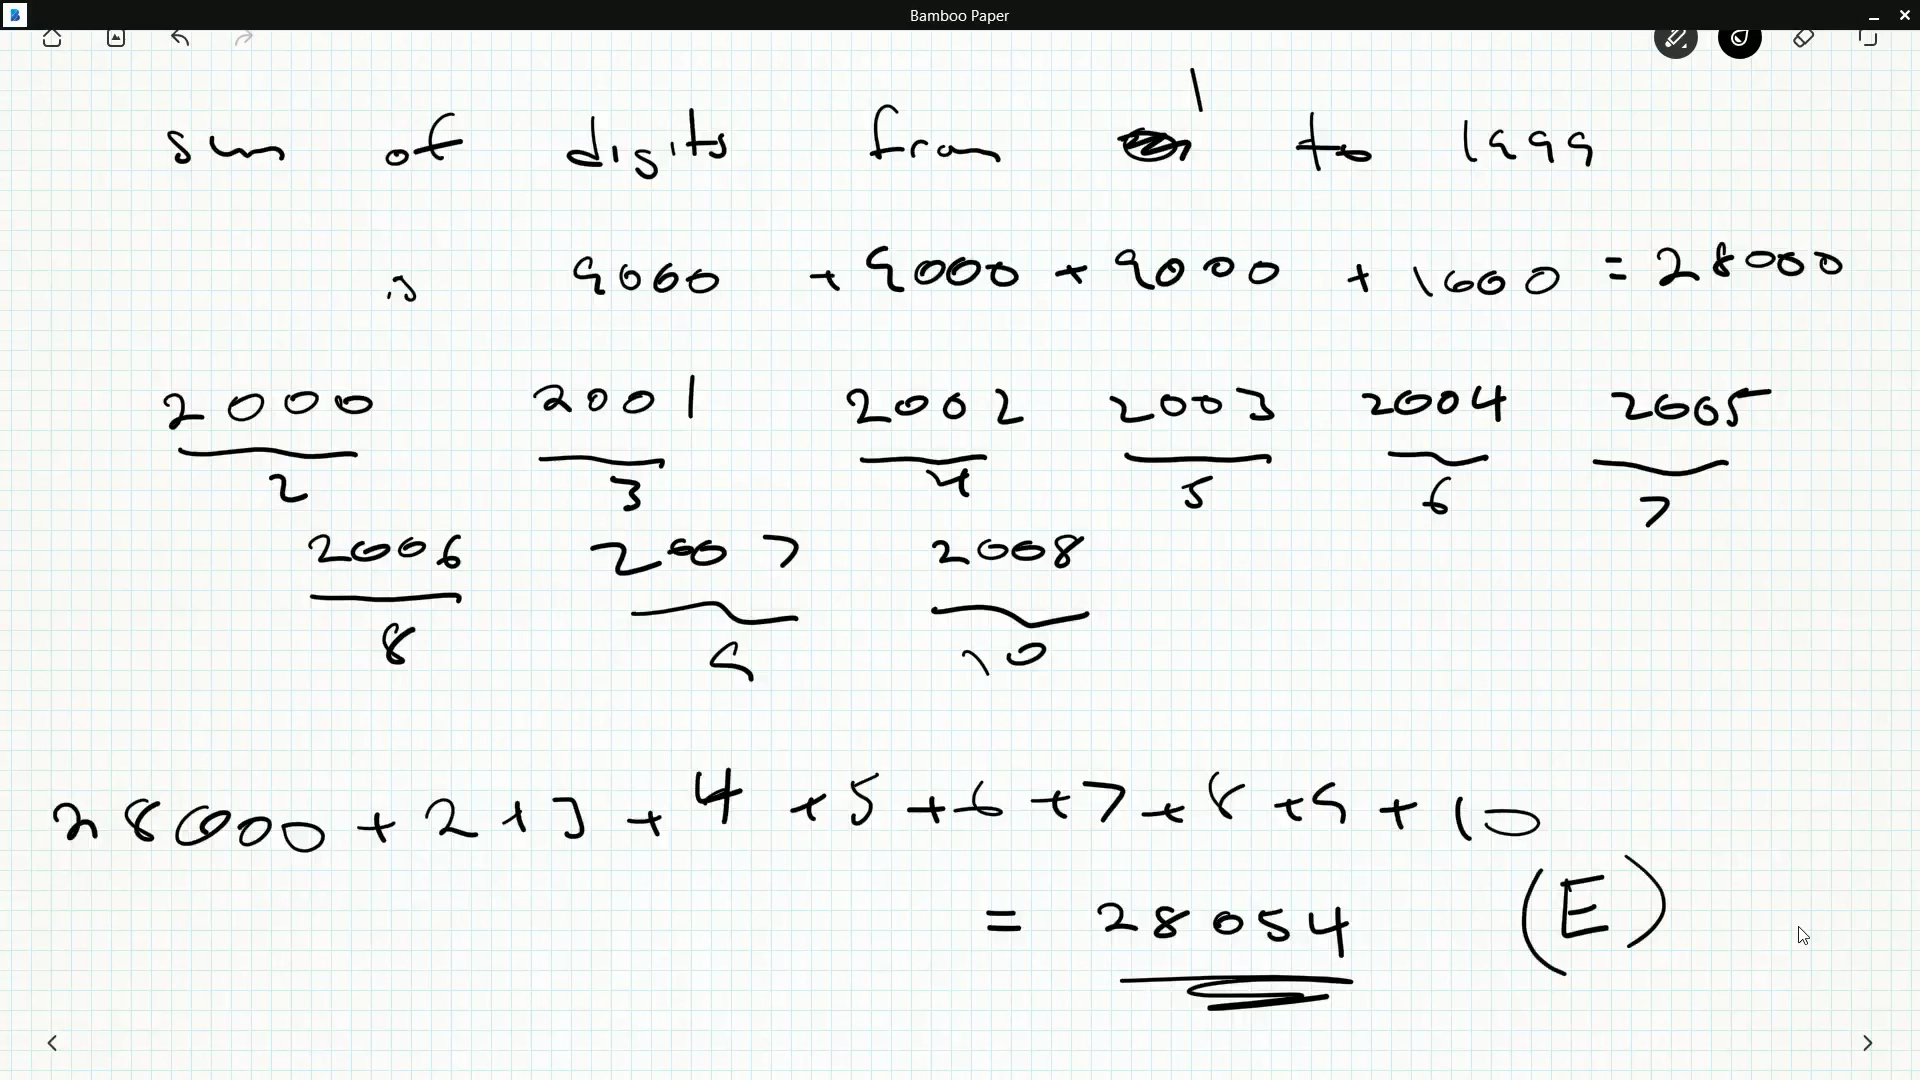 Bamboo Paper
sum of digits from 1 to 1999
is 9000 + 9000 + 9000 + 1000 = 28000
2000 2001 2002 2003 2004 2005
2 3 4 5 6 7
2006 2007 2008
8 9 10
28000 + 2 + 3 + 4 + 5 + 6 + 7 + 8 + 9 + 10
= 28054 (E)